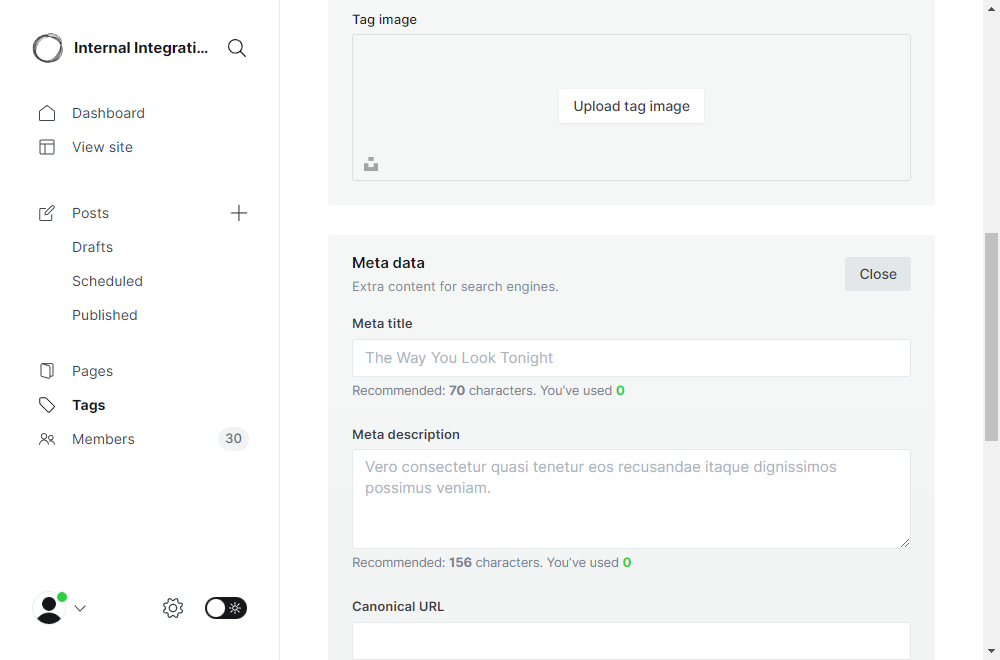 Internal Integrati...
Dashboard
View site
Posts
Drafts
Scheduled
Published
Pages
Tags
Members
30
Tag image
Upload tag image
Meta data
Extra content for search engines.
Close
Meta title
The Way You Look Tonight
Recommended: 70 characters. You’ve used 0
Meta description
Vero consectetur quasi tenetur eos recusandae itaque dignissimos
possimus veniam.
Recommended: 156 characters. You’ve used 0
Canonical URL